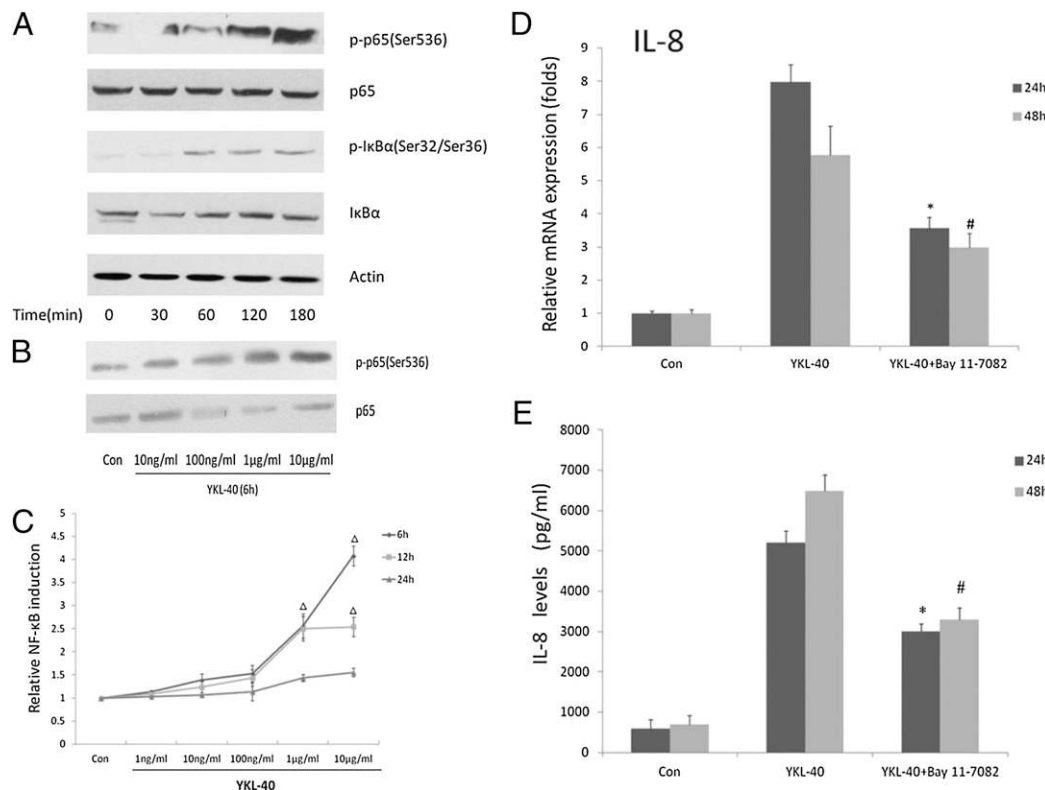 A
p-p65(Ser536)
p65
p-IκBα(Ser32/Ser36)
IκBα
Actin
Time(min) 0 30 60 120 180
B
p-p65(Ser536)
p65
Con 10ng/ml 100ng/ml 1μg/ml 10μg/ml
YKL-40 (6h)
C
Relative NF-κB induction
5
4.5
4
3.5
3
2.5
2
1.5
1
0.5
0
6h
12h
24h
Δ
Δ
Δ
Con 1ng/ml 10ng/ml 100ng/ml 1μg/ml 10μg/ml
YKL-40
D
IL-8
Relative mRNA expression (folds)
9
8
7
6
5
4
3
2
1
0
24h
48h
* #
Con YKL-40 YKL-40+Bay 11-7082
E
IL-8 levels (pg/ml)
8000
7000
6000
5000
4000
3000
2000
1000
0
24h
48h
* #
Con YKL-40 YKL-40+Bay 11-7082